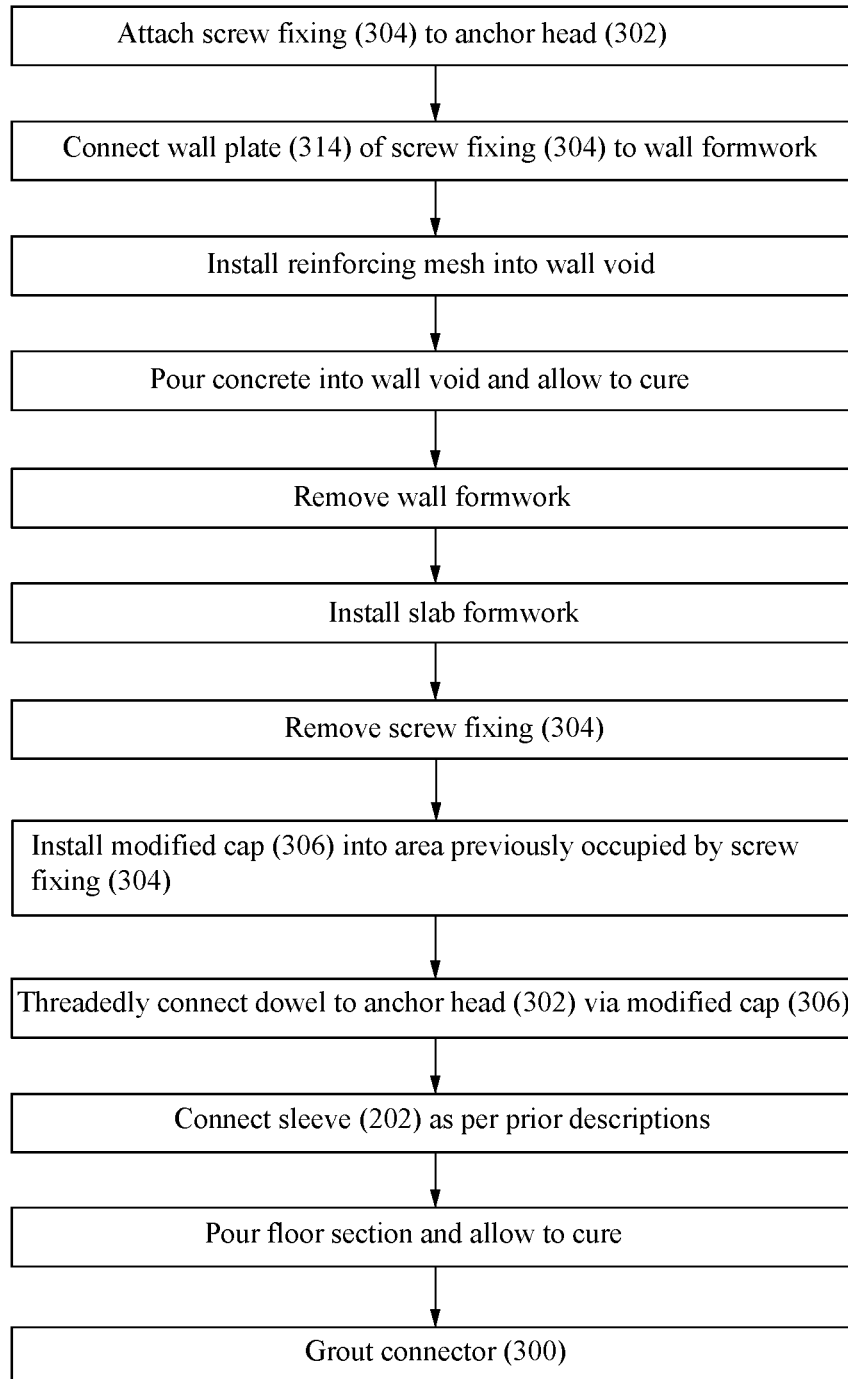 Attach screw fixing (304) to anchor head (302)
Connect wall plate (314) of screw fixing (304) to wall formwork
Install reinforcing mesh into wall void
Pour concrete into wall void and allow to cure
Remove wall formwork
Install slab formwork
Remove screw fixing (304)
Install modified cap (306) into area previously occupied by screw
fixing (304)
Threadedly connect dowel to anchor head (302) via modified cap (306)
Connect sleeve (202) as per prior descriptions
Pour floor section and allow to cure
Grout connector (300)